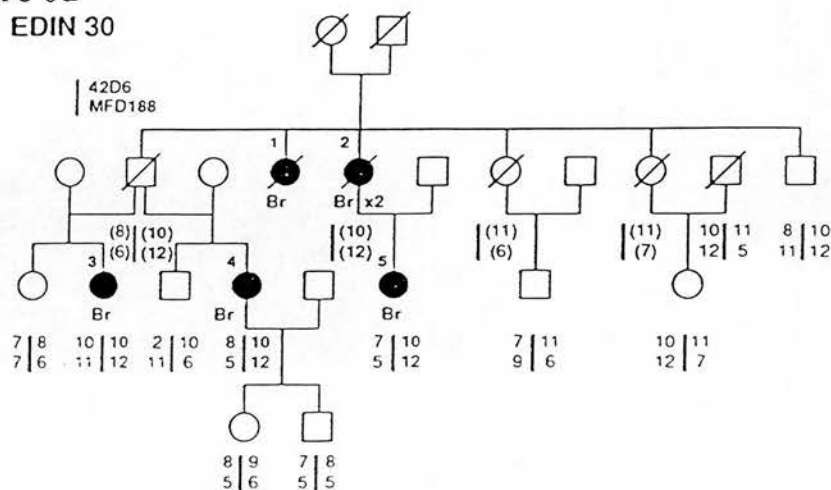 EDIN 30
42D6
MFD188
1 2
Br Br x2
(8) | (10) (10) (11) (11) 10 | 11 8 | 10
(6) | (12) (12) (6) (7) 12 | 5 11 | 12
3 4 5
Br Br Br
7 | 8 10 | 10 2 | 10 8 | 10 7 | 10 7 | 11 10 | 11
7 | 6 11 | 12 11 | 6 5 | 12 5 | 12 9 | 6 12 | 7
8 | 9 7 | 8
5 | 6 5 | 5